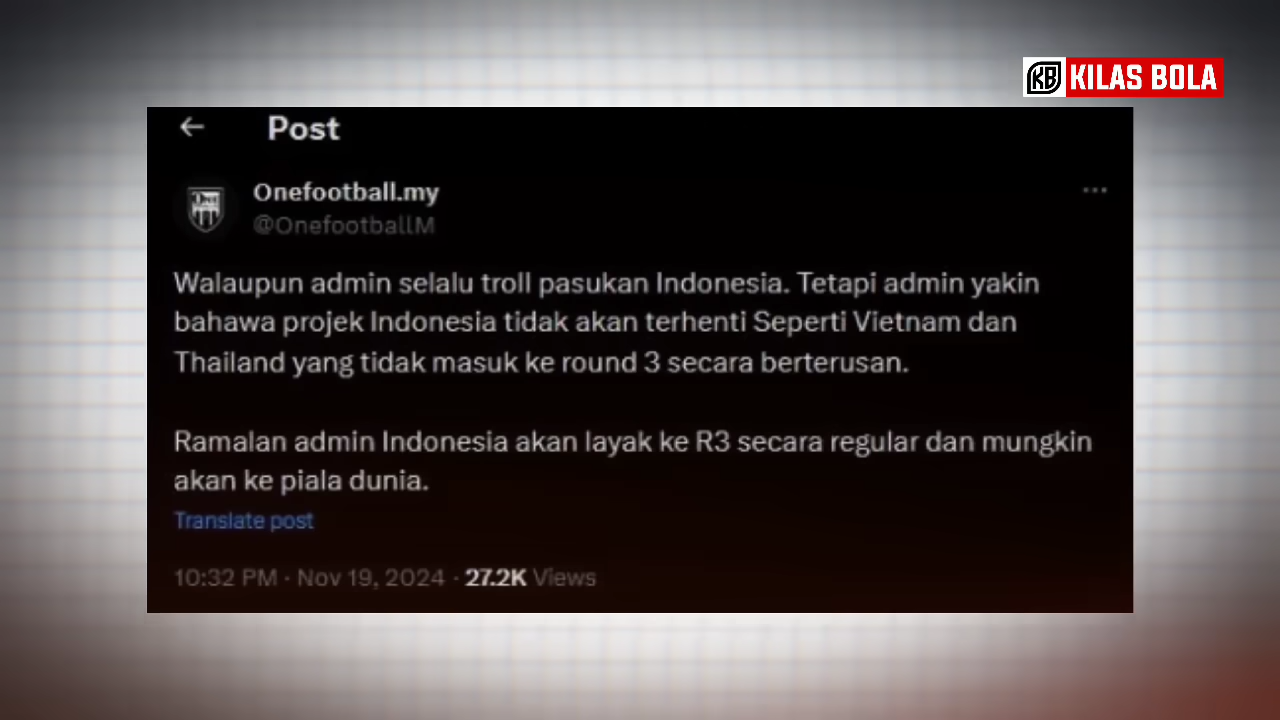 KB KILAS BOLA
Post
Onefootball.my
@OnefootballM
Walaupun admin selalu troll pasukan Indonesia. Tetapi admin yakin
bahawa projek Indonesia tidak akan terhenti Seperti Vietnam dan
Thailand yang tidak masuk ke round 3 secara berterusan.
Ramalan admin Indonesia akan layak ke R3 secara regular dan mungkin
akan ke piala dunia.
Translate post
10:32 PM · Nov 19, 2024 · 27.2K Views